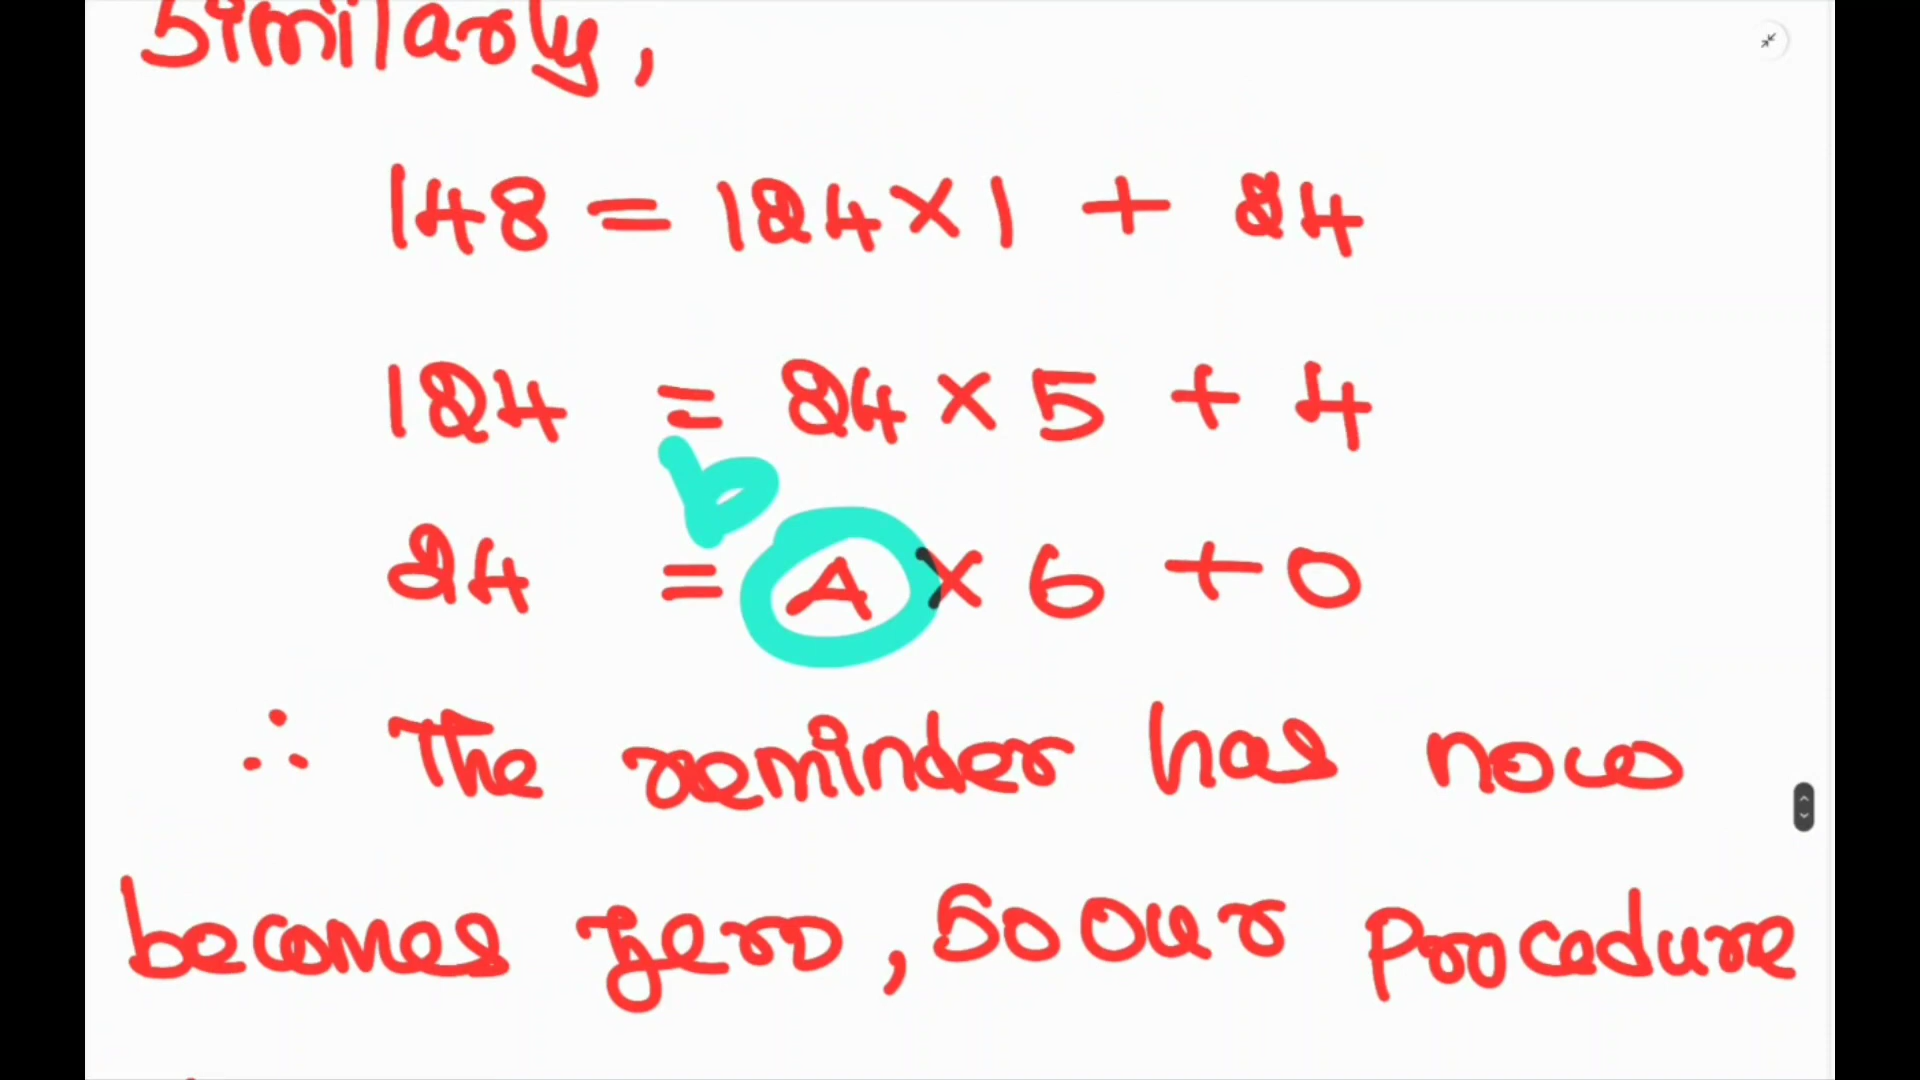 Similarly,
148 = 124 × 1 + 24
124 = 24 × 5 + 4
b
24 = 4 × 6 + 0
∴ The reminder has now
becomes zero, so our procedure